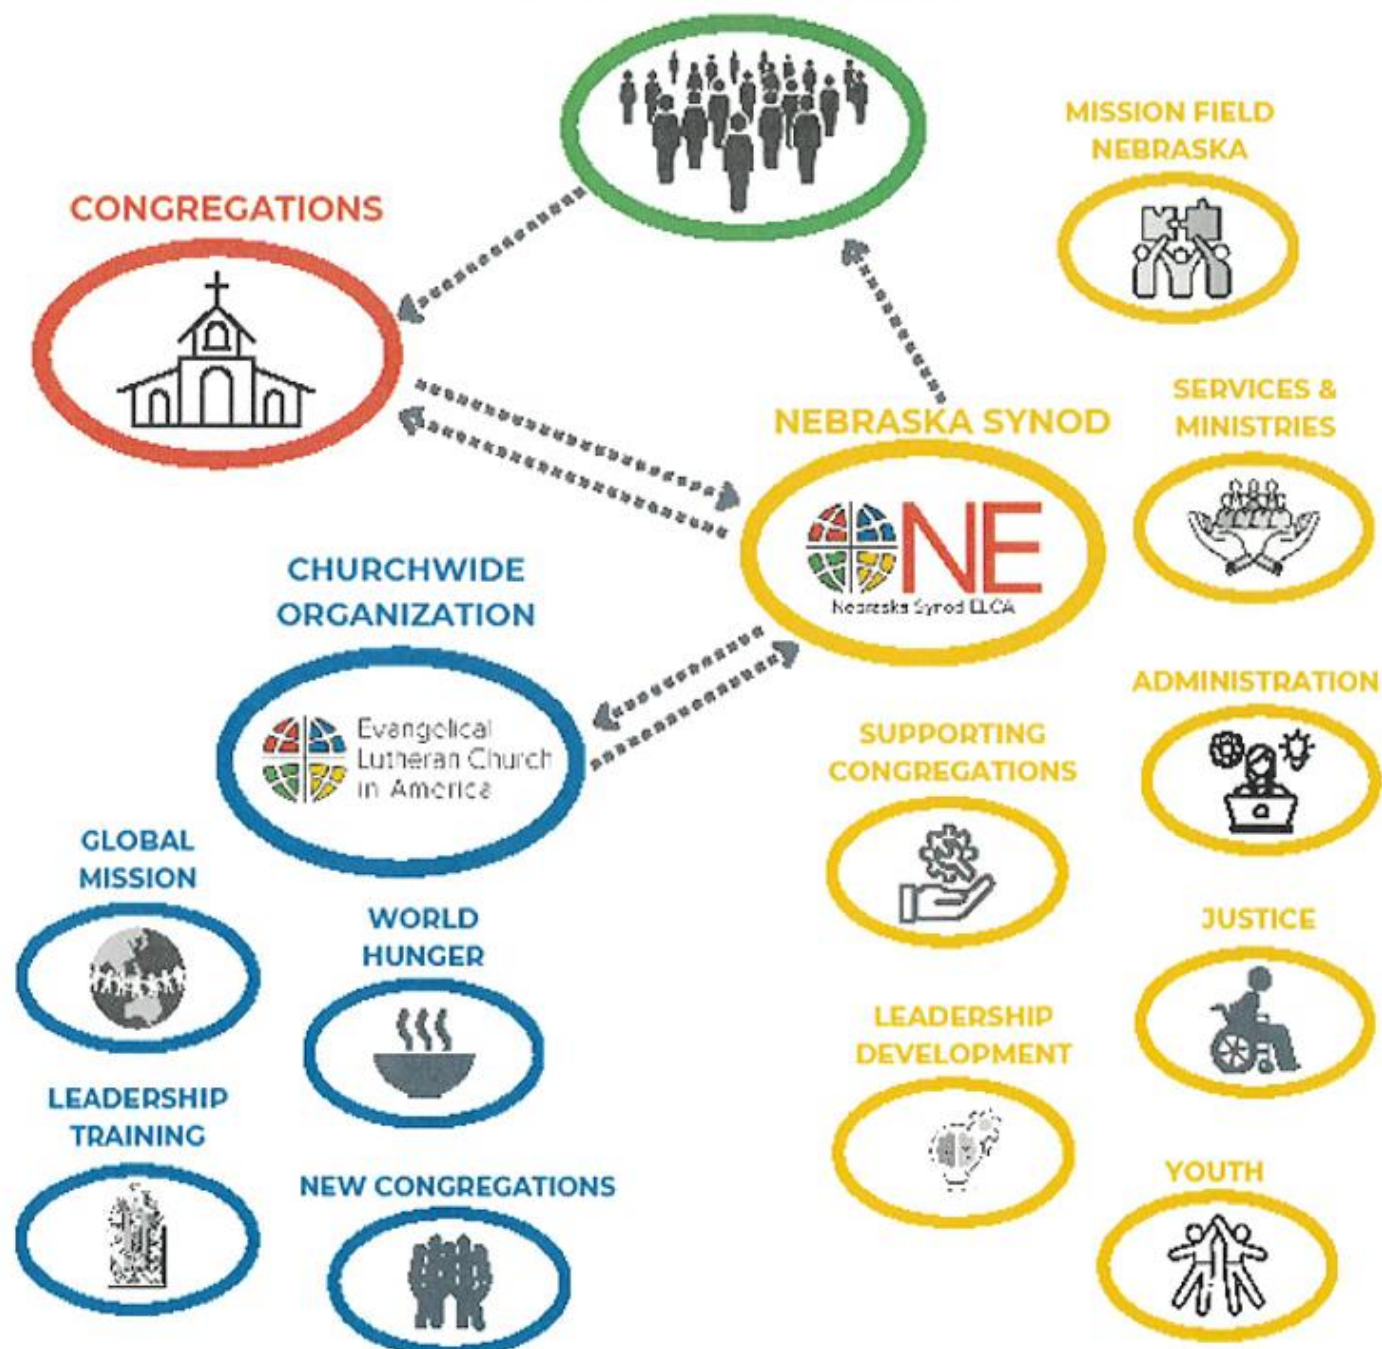 MISSION FIELD
NEBRASKA
CONGREGATIONS
SERVICES &
MINISTRIES
NEBRASKA SYNOD
NE
Nebraska Synod ELCA
CHURCHWIDE
ORGANIZATION
Evangelical
Lutheran Church
in America
ADMINISTRATION
SUPPORTING
CONGREGATIONS
GLOBAL
MISSION
WORLD
HUNGER
JUSTICE
LEADERSHIP
DEVELOPMENT
LEADERSHIP
TRAINING
NEW CONGREGATIONS
YOUTH